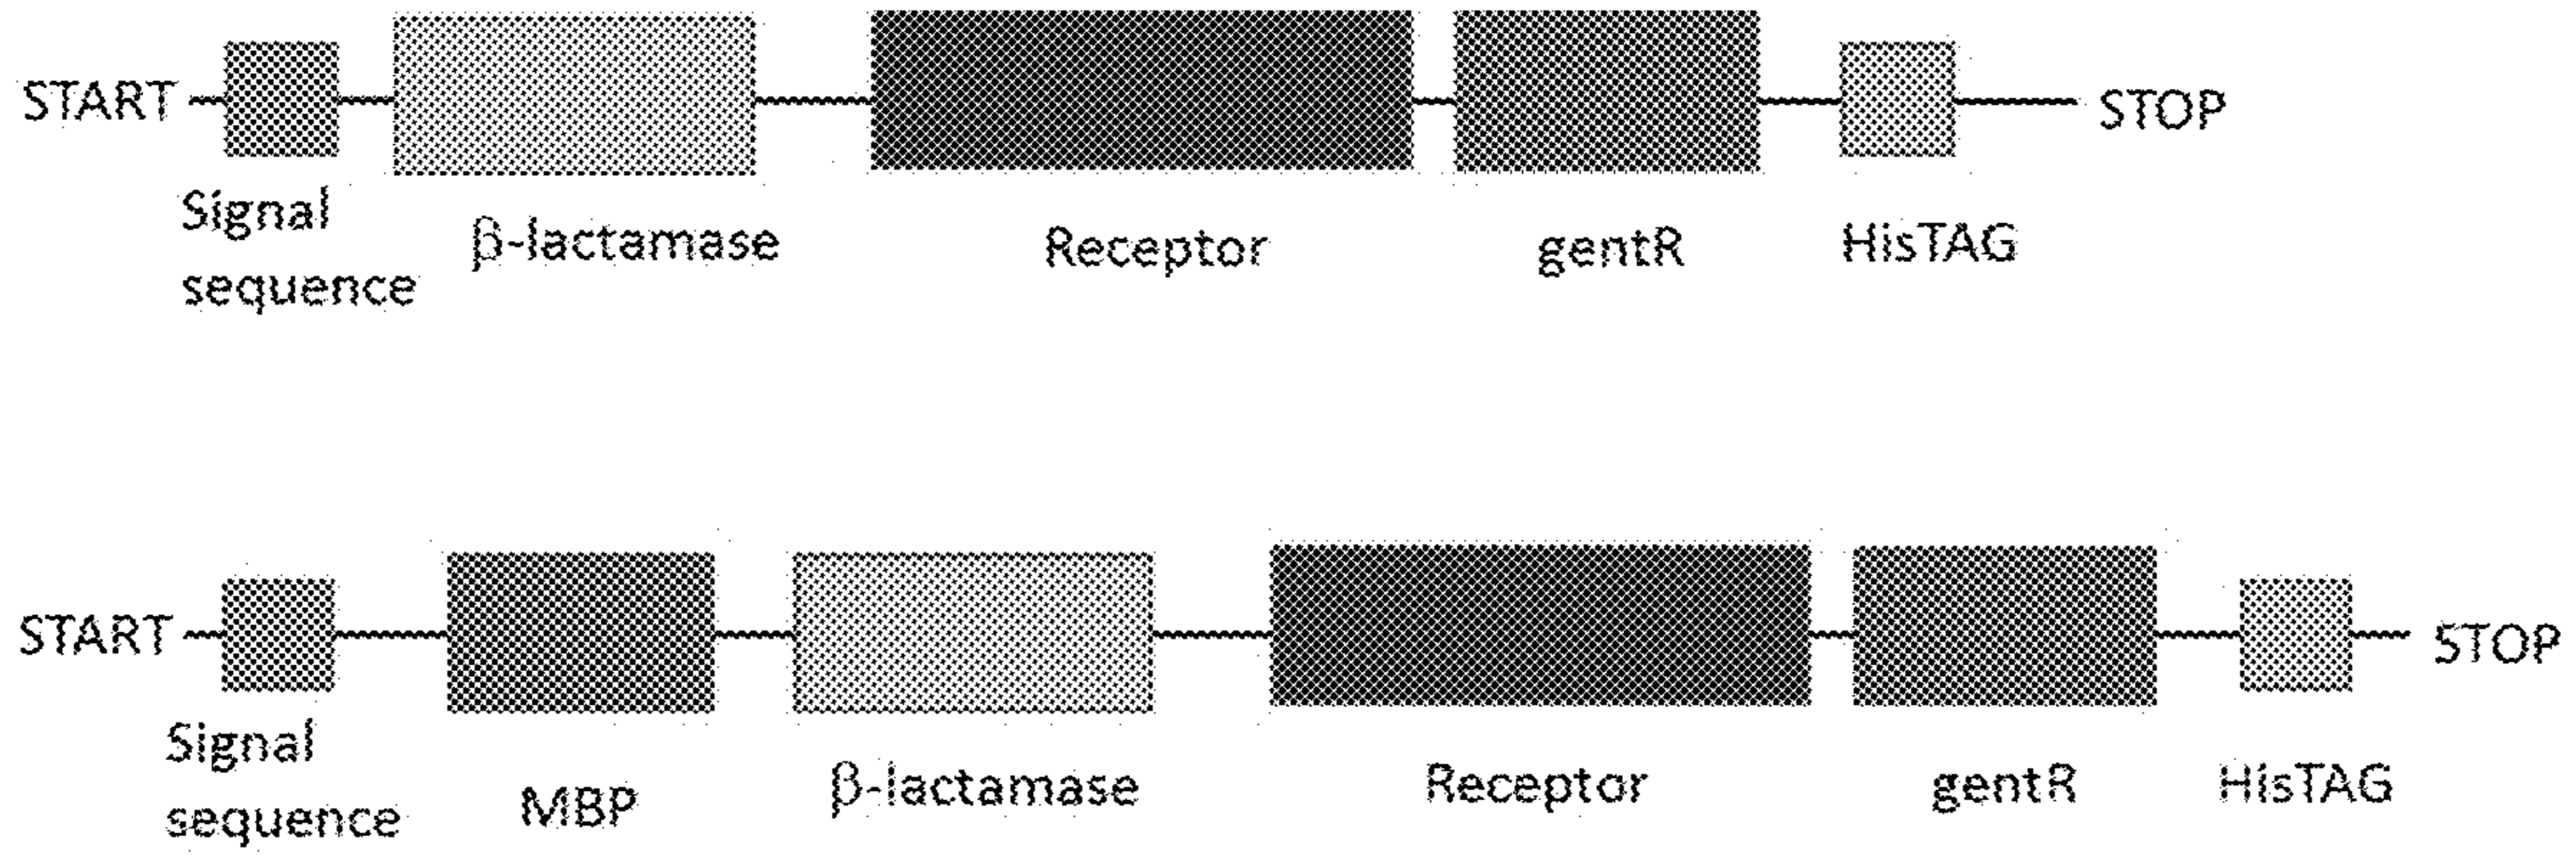 START
STOP
Signal
sequence
β-lactamase
Receptor
gentR
HisTAG
START
STOP
Signal
sequence
MBP
β-lactamase
Receptor
gentR
HisTAG